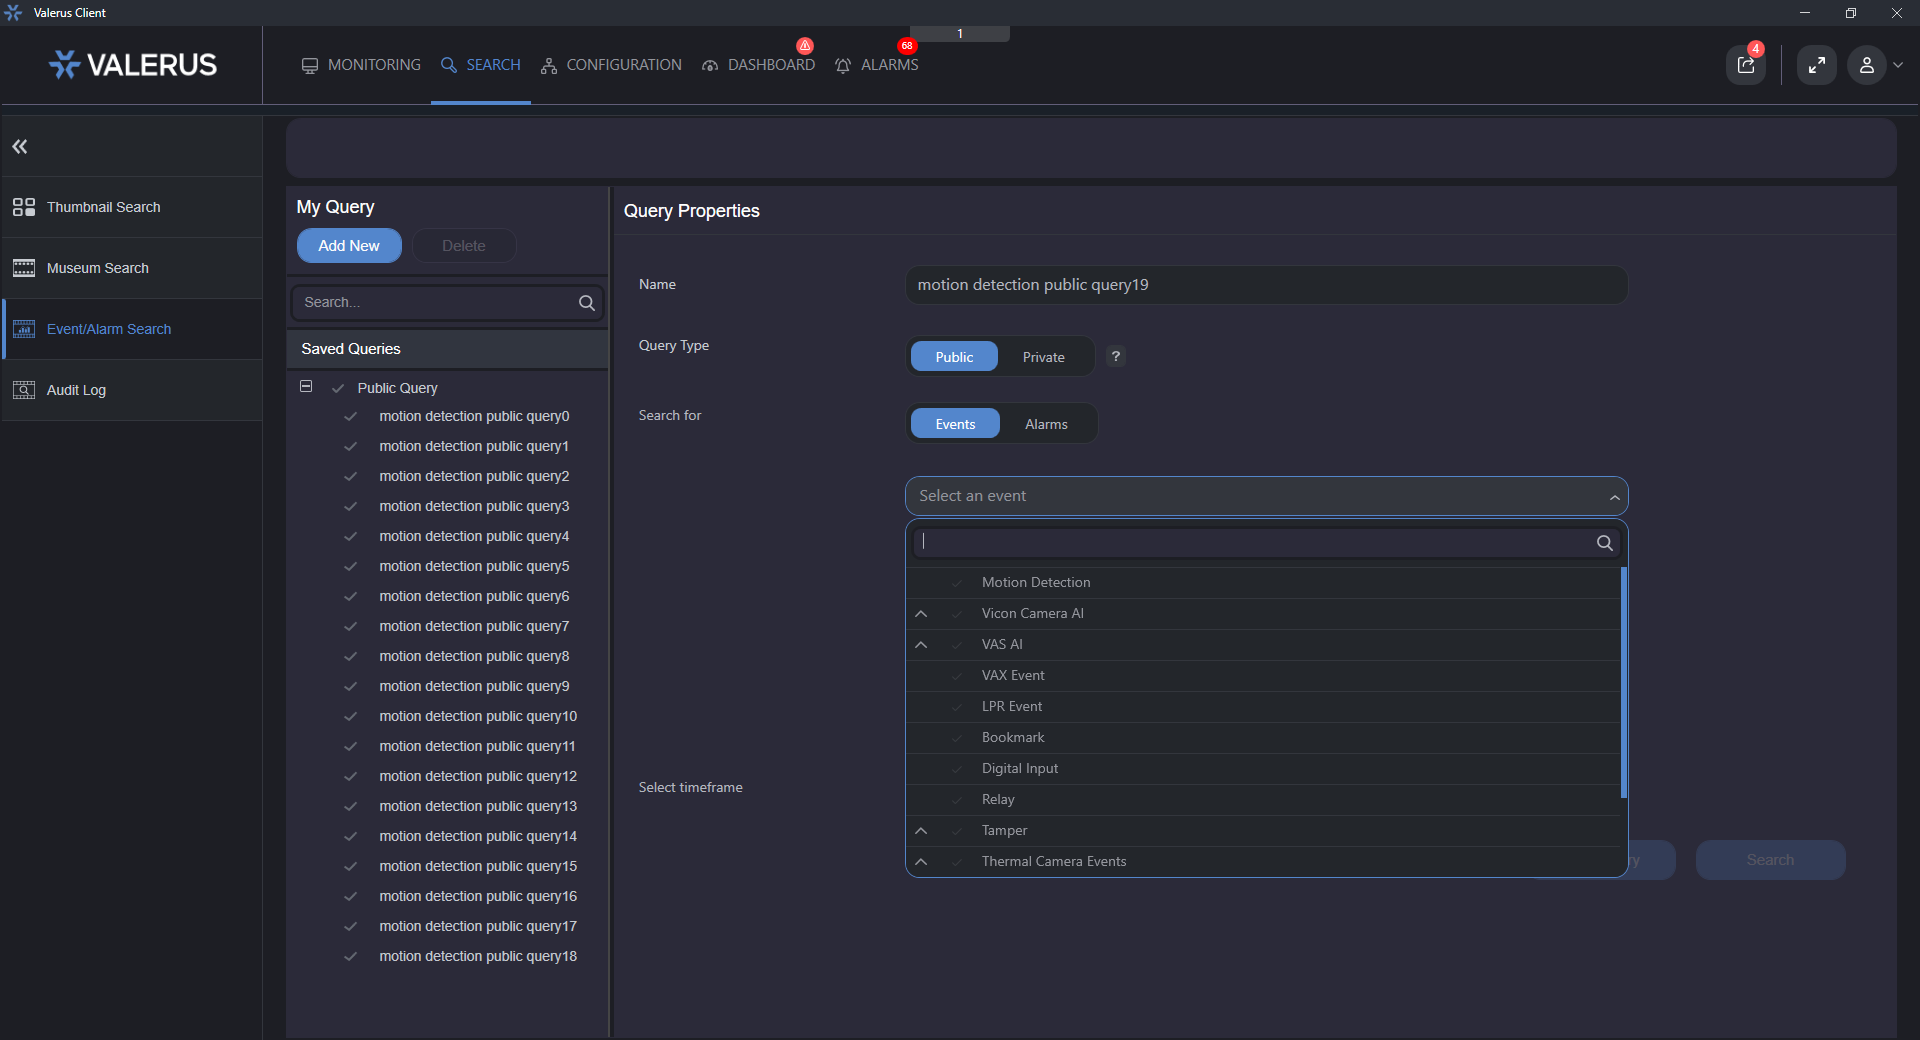 Valerus Client
1
VALERUS
MONITORING
SEARCH
CONFIGURATION
DASHBOARD
68
ALARMS
4
Thumbnail Search
Museum Search
Event/Alarm Search
Audit Log
My Query
Add New
Delete
Search...
Saved Queries
Public Query
motion detection public query0
motion detection public query1
motion detection public query2
motion detection public query3
motion detection public query4
motion detection public query5
motion detection public query6
motion detection public query7
motion detection public query8
motion detection public query9
motion detection public query10
motion detection public query11
motion detection public query12
motion detection public query13
motion detection public query14
motion detection public query15
motion detection public query16
motion detection public query17
motion detection public query18
Query Properties
Name
motion detection public query19
Query Type
Public
Private
?
Search for
Events
Alarms
Select an event
Motion Detection
Vicon Camera AI
VAS AI
VAX Event
LPR Event
Bookmark
Digital Input
Relay
Tamper
Thermal Camera Events
Select timeframe
Search